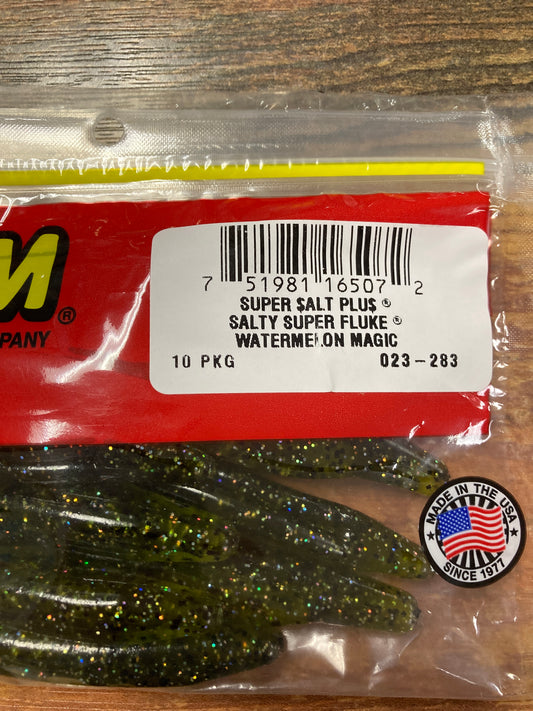 M®
MPANY
7 51981 16507 2
SUPER $ALT PLU$ ®
SALTY SUPER FLUKE ®
WATERMELON MAGIC
10 PKG 023-283
MADE IN THE USA
SINCE 1977